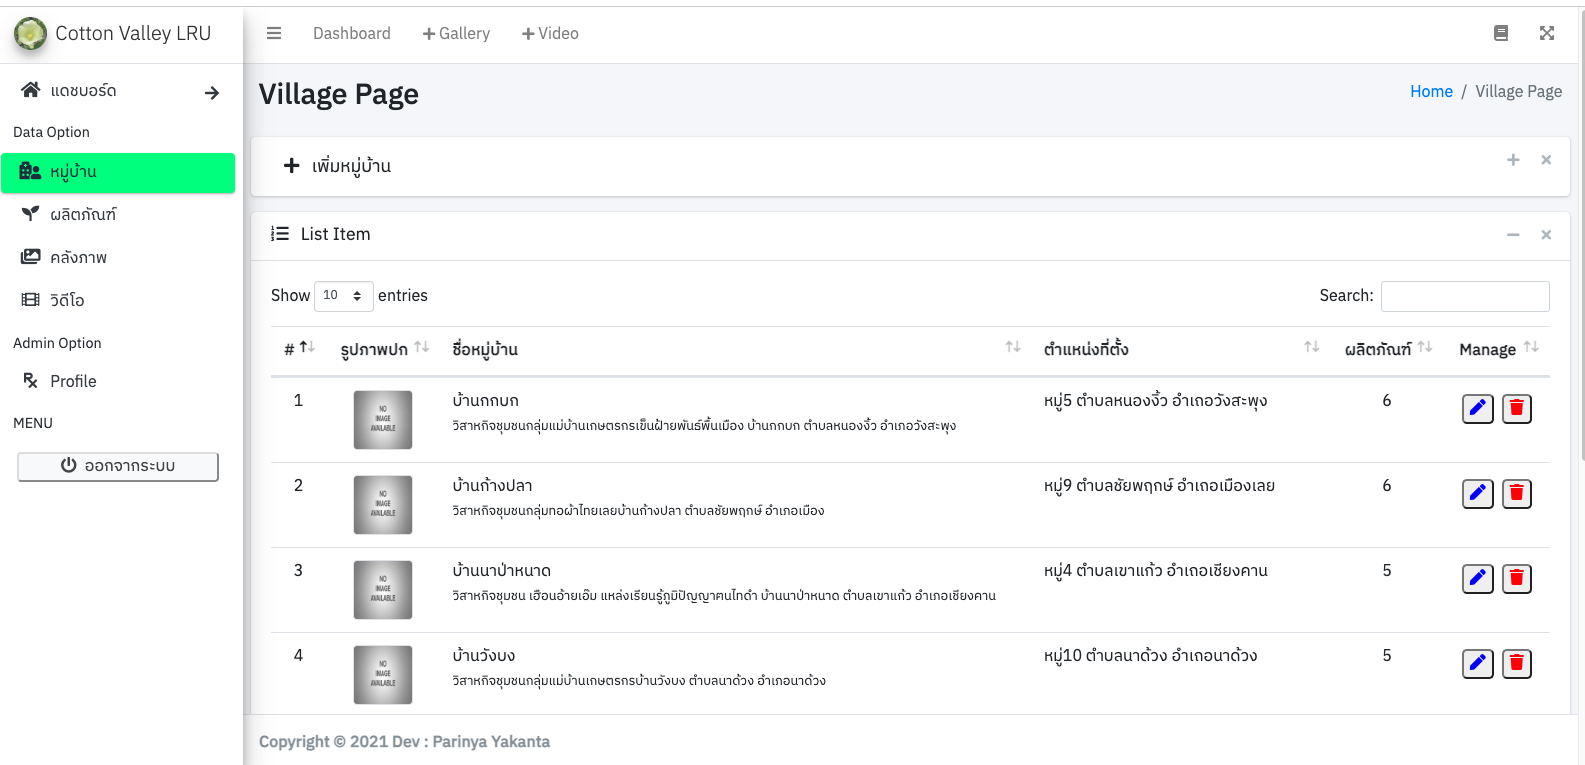 Cotton Valley LRU
Dashboard
Gallery
Video
แดชบอร์ด
Data Option
หมู่บ้าน
ผลิตภัณฑ์
คลังภาพ
วิดีโอ
Admin Option
Profile
MENU
ออกจากระบบ
Village Page
Home / Village Page
เพิ่มหมู่บ้าน
List Item
Show 10 entries
Search:
# รูปภาพปก ชื่อหมู่บ้าน ตำแหน่งที่ตั้ง ผลิตภัณฑ์ Manage
1 บ้านกกบก หมู่5 ตำบลหนองงิ้ว อำเภอวังสะพุง 6
NO
IMAGE
AVAILABLE
วิสาหกิจชุมชนกลุ่มแม่บ้านเกษตรกรเข็นฝ้ายพันธ์พื้นเมือง บ้านกกบก ตำบลหนองงิ้ว อำเภอวังสะพุง
2 บ้านก้างปลา หมู่9 ตำบลชัยพฤกษ์ อำเภอเมืองเลย 6
NO
IMAGE
AVAILABLE
วิสาหกิจชุมชนกลุ่มทอผ้าไทยเลยบ้านก้างปลา ตำบลชัยพฤกษ์ อำเภอเมือง
3 บ้านนาป่าหนาด หมู่4 ตำบลเขาแก้ว อำเภอเชียงคาน 5
NO
IMAGE
AVAILABLE
วิสาหกิจชุมชน เฮือนอ้ายเอ๊ม แหล่งเรียนรู้ภูมิปัญญาฅนไทดำ บ้านนาป่าหนาด ตำบลเขาแก้ว อำเภอเชียงคาน
4 บ้านวังบง หมู่10 ตำบลนาด้วง อำเภอนาด้วง 5
NO
IMAGE
AVAILABLE
วิสาหกิจชุมชนกลุ่มแม่บ้านเกษตรกรบ้านวังบง ตำบลนาด้วง อำเภอนาด้วง
Copyright © 2021 Dev : Parinya Yakanta